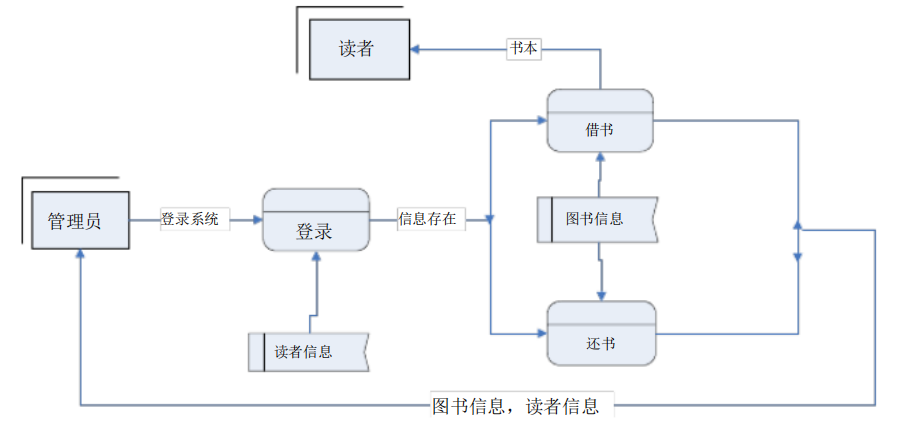 读者
书本
借书
管理员
登录系统
登录
信息存在
图书信息
读者信息
还书
图书信息，读者信息